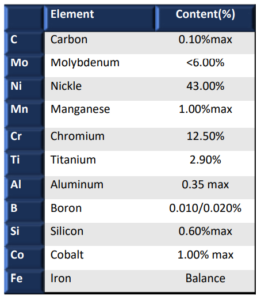 Element Content(%)
C Carbon 0.10%max
Mo Molybdenum <6.00%
Ni Nickle 43.00%
Mn Manganese 1.00%max
Cr Chromium 12.50%
Ti Titanium 2.90%
Al Aluminum 0.35 max
B Boron 0.010/0.020%
Si Silicon 0.60%max
Co Cobalt 1.00% max
Fe Iron Balance